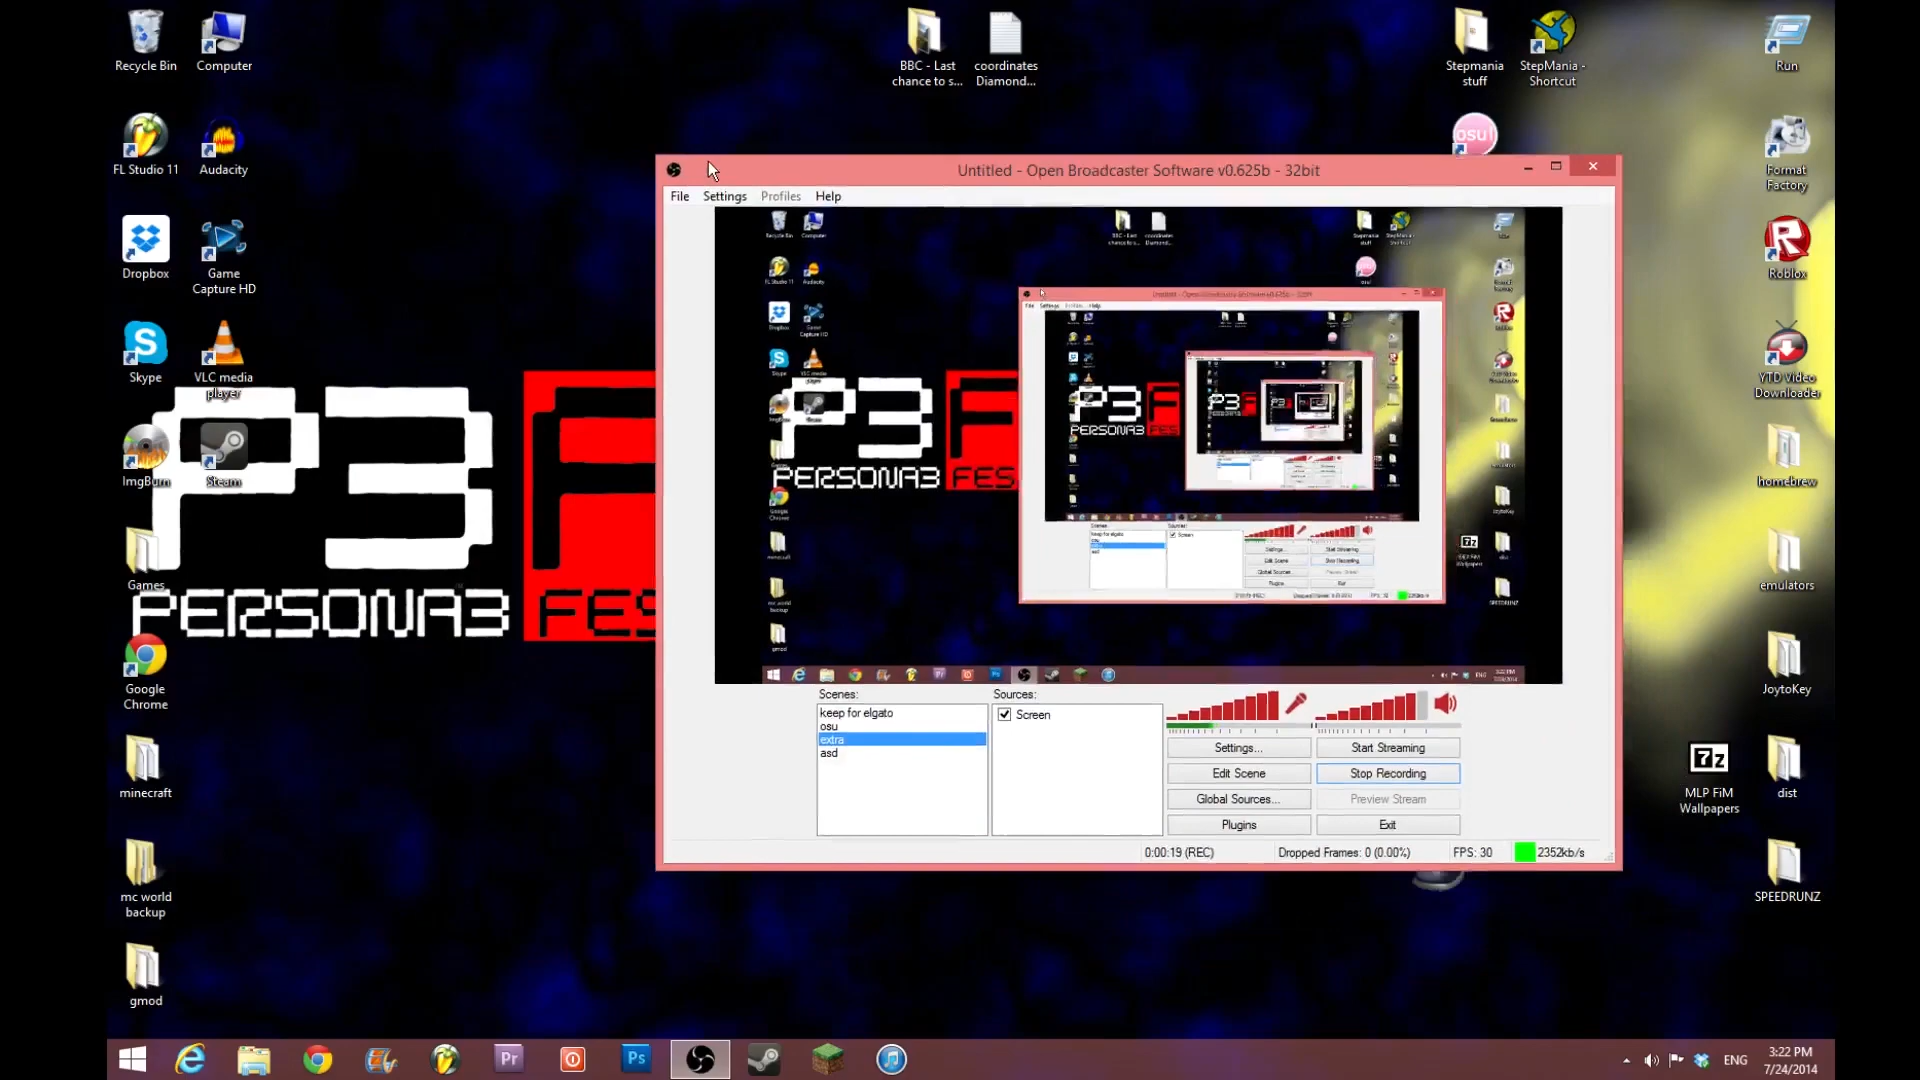 Recycle Bin
Computer
BBC - Last
chance to s...
coordinates
Diamond...
Stepmania
stuff
StepMania -
Shortcut
Run
FL Studio 11
Audacity
osu!
Format
Factory
Untitled - Open Broadcaster Software v0.625b - 32bit
File
Settings
Profiles
Help
Dropbox
Game
Capture HD
Roblox
Skype
VLC media
player
YTD Video
Downloader
P3F
PERSONA3
FES
ImgBurn
Steam
homebrew
Games
emulators
Google
Chrome
JoytoKey
Scenes:
Sources:
keep for elgato
osu
extra
asd
Screen
Settings...
Start Streaming
Edit Scene
Stop Recording
Global Sources...
Preview Stream
Plugins
Exit
0:00:19 (REC)
Dropped Frames: 0 (0.00%)
FPS: 30
2352kb/s
minecraft
7z
MLP FiM
Wallpapers
dist
mc world
backup
SPEEDRUNZ
gmod
Pr
Ps
ENG
3:22 PM
7/24/2014